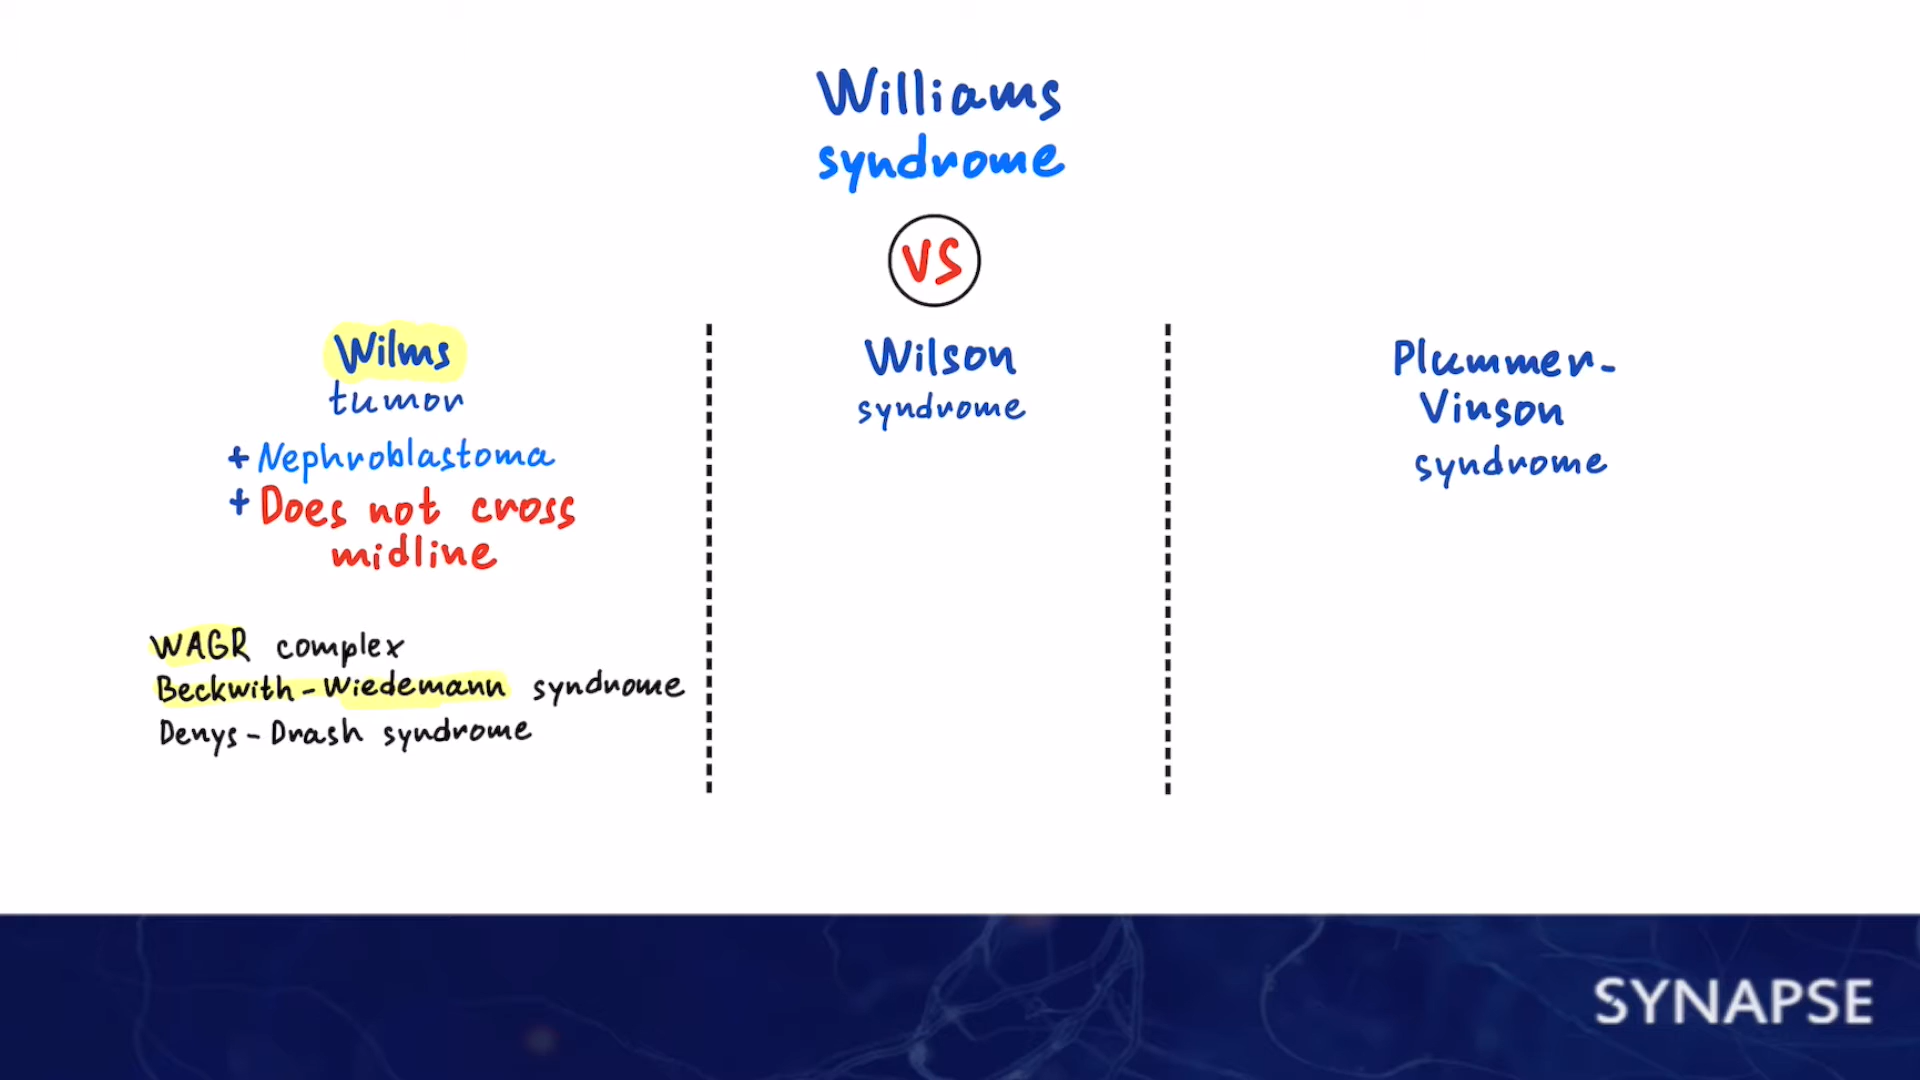 Williams
syndrome
VS
Wilms
tumor
+ Nephroblastoma
+ Does not cross
midline
WAGR complex
Beckwith-Wiedemann syndrome
Denys-Drash syndrome
Wilson
syndrome
Plummer-
Vinson
syndrome
SYNAPSE